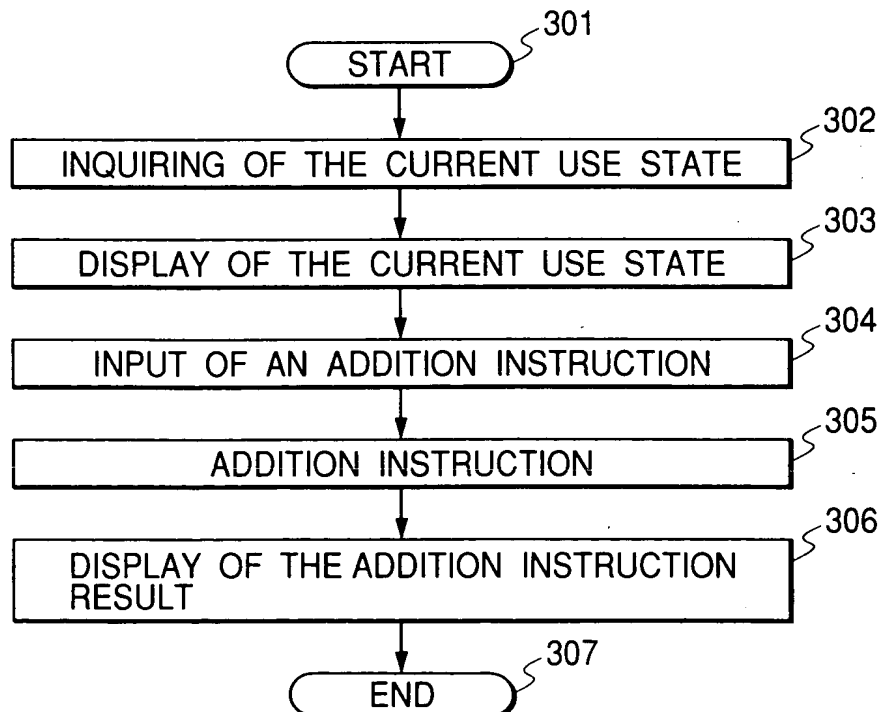 301
START
302
INQUIRING OF THE CURRENT USE STATE
303
DISPLAY OF THE CURRENT USE STATE
304
INPUT OF AN ADDITION INSTRUCTION
305
ADDITION INSTRUCTION
306
DISPLAY OF THE ADDITION INSTRUCTION
RESULT
307
END